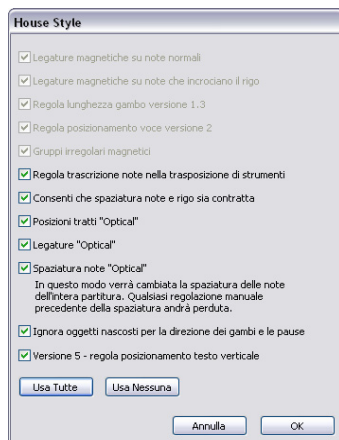 House Style
Legature magnetiche su note normali
Legature magnetiche su note che incrociano il rigo
Regola lunghezza gambo versione 1.3
Regola posizionamento voce versione 2
Gruppi irregolari magnetici
Regola trascrizione note nella trasposizione di strumenti
Consenti che spaziatura note e rigo sia contratta
Posizioni tratti "Optical"
Legature "Optical"
Spaziatura note "Optical"
In questo modo verrà cambiata la spaziatura delle note
dell'intera partitura. Qualsiasi regolazione manuale
precedente della spaziatura andrà perduta.
Ignora oggetti nascosti per la direzione dei gambi e le pause
Versione 5 - regola posizionamento testo verticale
Usa Tutte Usa Nessuna
Annulla OK